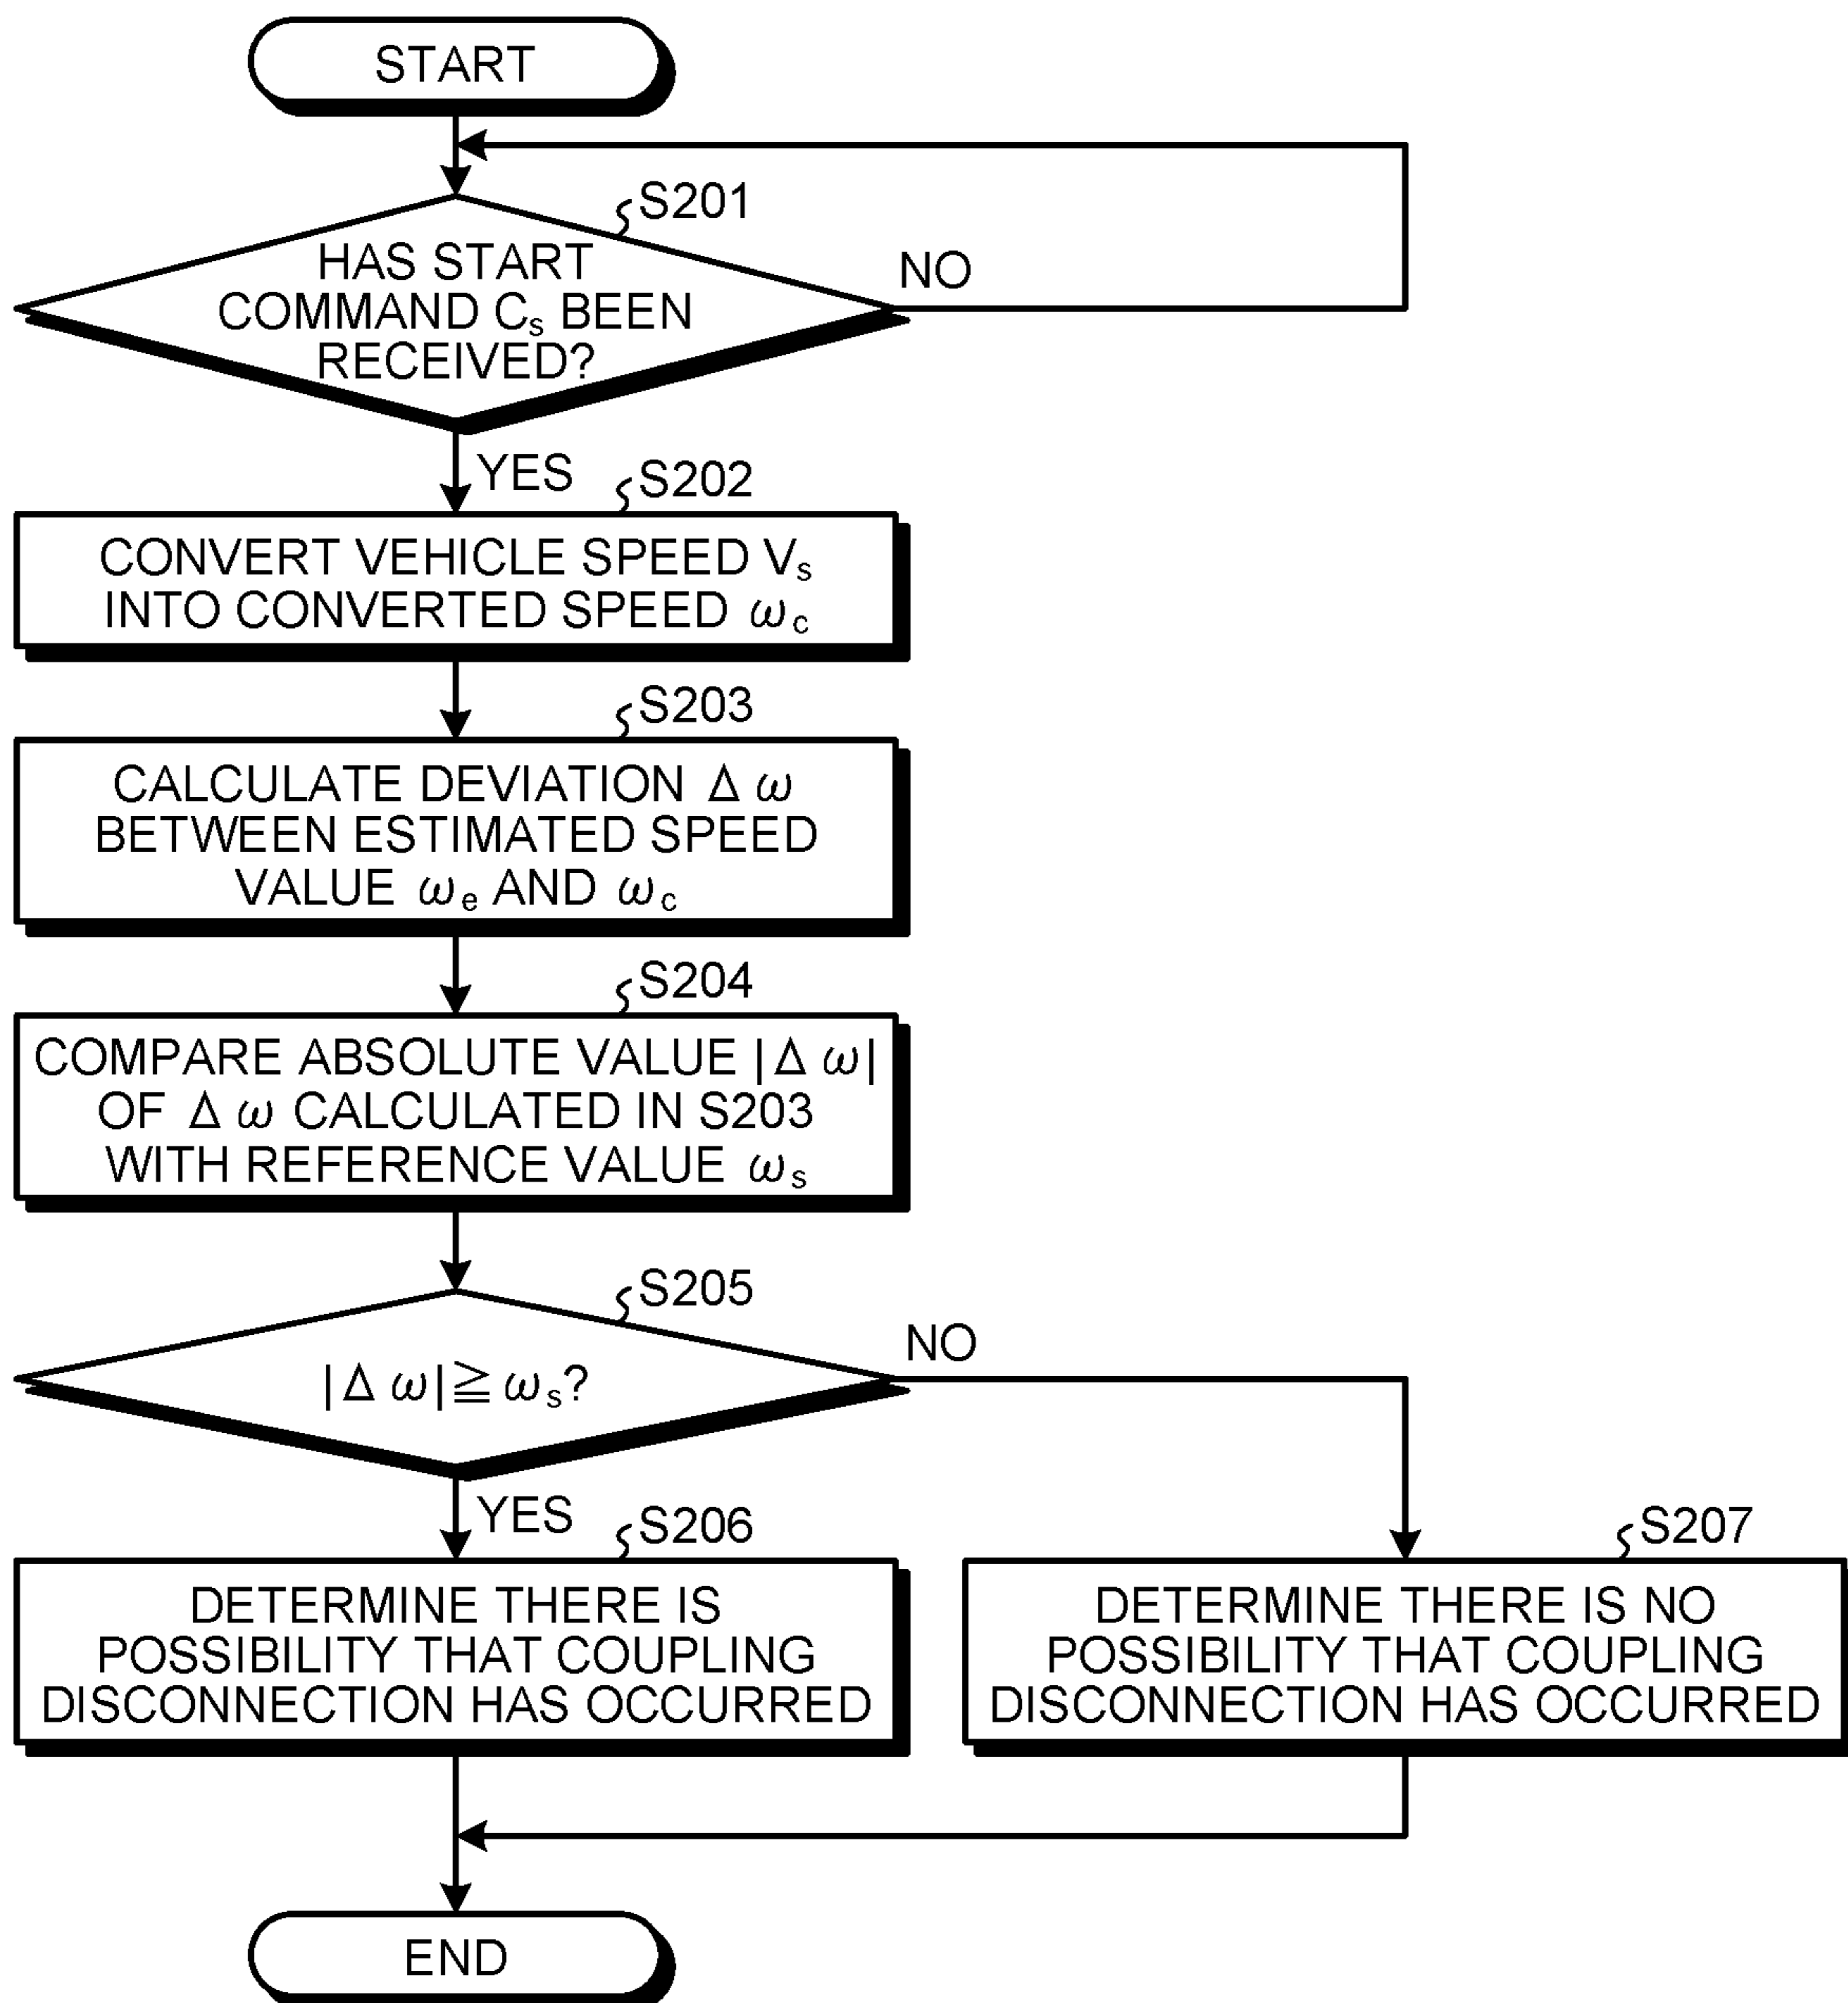 START
S201
HAS START
COMMAND Cs BEEN
RECEIVED?
NO
YES
S202
CONVERT VEHICLE SPEED Vs
INTO CONVERTED SPEED ωc
S203
CALCULATE DEVIATION Δω
BETWEEN ESTIMATED SPEED
VALUE ωe AND ωc
S204
COMPARE ABSOLUTE VALUE |Δω|
OF Δω CALCULATED IN S203
WITH REFERENCE VALUE ωs
S205
|Δω|≧ωs?
NO
YES
S206
DETERMINE THERE IS
POSSIBILITY THAT COUPLING
DISCONNECTION HAS OCCURRED
S207
DETERMINE THERE IS NO
POSSIBILITY THAT COUPLING
DISCONNECTION HAS OCCURRED
END